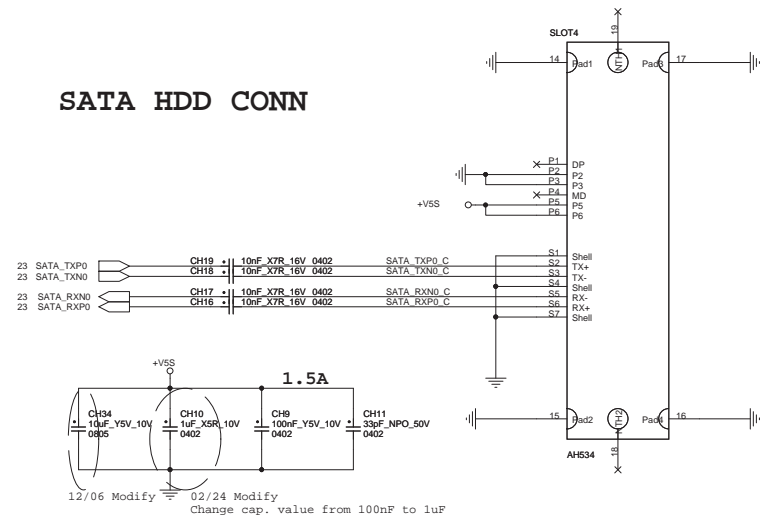 SLOT4
19
NTH1
14 Pad1 Pad3 17
SATA HDD CONN
P1 DP
P2 P2
P3 P3
P4 MD
+V5S P5 P5
P6 P6
S1 Shell
23 SATA_TXP0 CH19 10nF_X7R_16V 0402 SATA_TXP0_C S2 TX+
23 SATA_TXN0 CH18 10nF_X7R_16V 0402 SATA_TXN0_C S3 TX-
S4 Shell
23 SATA_RXN0 CH17 10nF_X7R_16V 0402 SATA_RXN0_C S5 RX-
23 SATA_RXP0 CH16 10nF_X7R_16V 0402 SATA_RXP0_C S6 RX+
S7 Shell
+V5S
1.5A
CH34 CH10 CH9 CH11
10uF_Y5V_10V 1uF_X5R_10V 100nF_Y5V_10V 33pF_NPO_50V
0805 0402 0402 0402
15 Pad2 Pad4 16
NTH2
18
AH534
12/06 Modify 02/24 Modify
Change cap. value from 100nF to 1uF